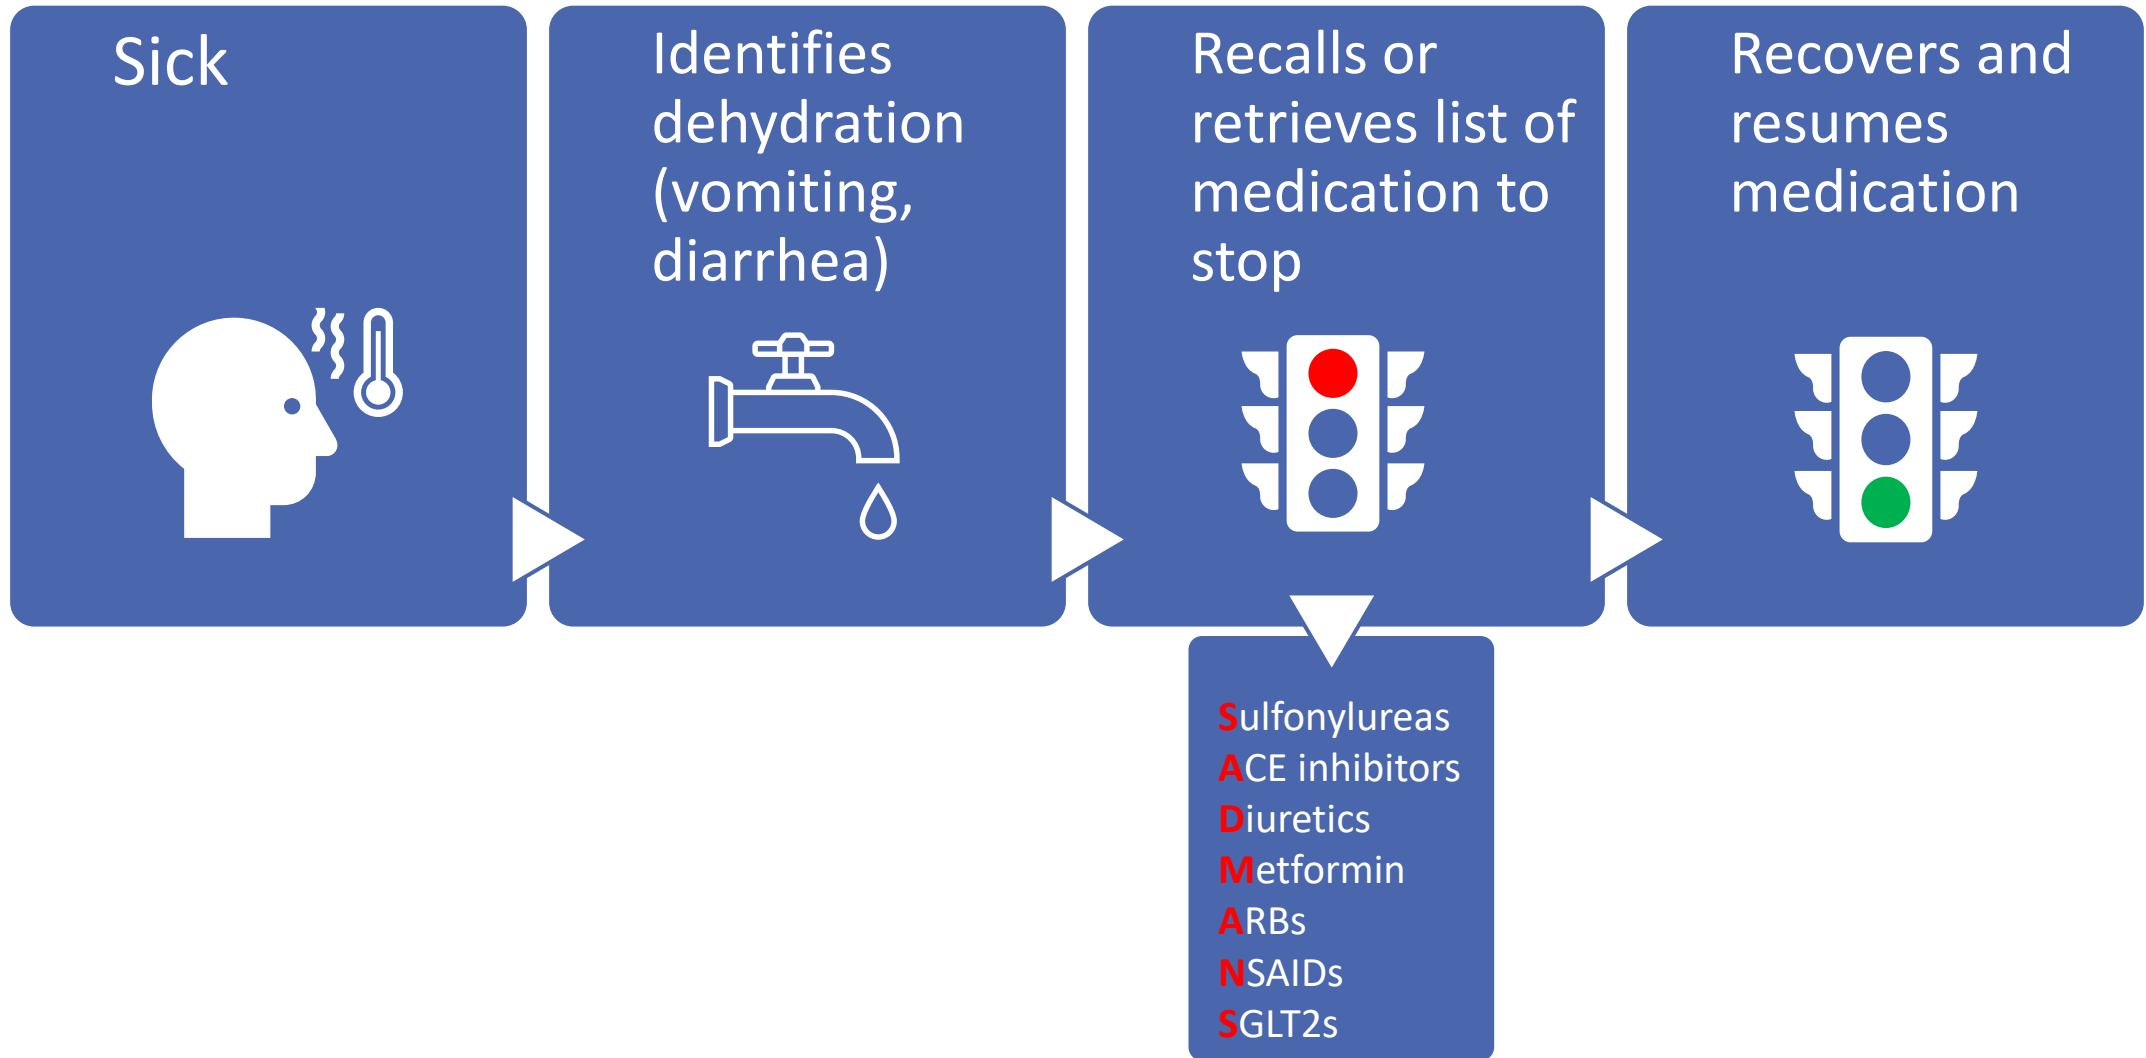 Sick
Identifies
dehydration
(vomiting,
diarrhea)
Recalls or
retrieves list of
medication to
stop
Recovers and
resumes
medication
Sulfonylureas
ACE inhibitors
Diuretics
Metformin
ARBs
NSAIDs
SGLT2s